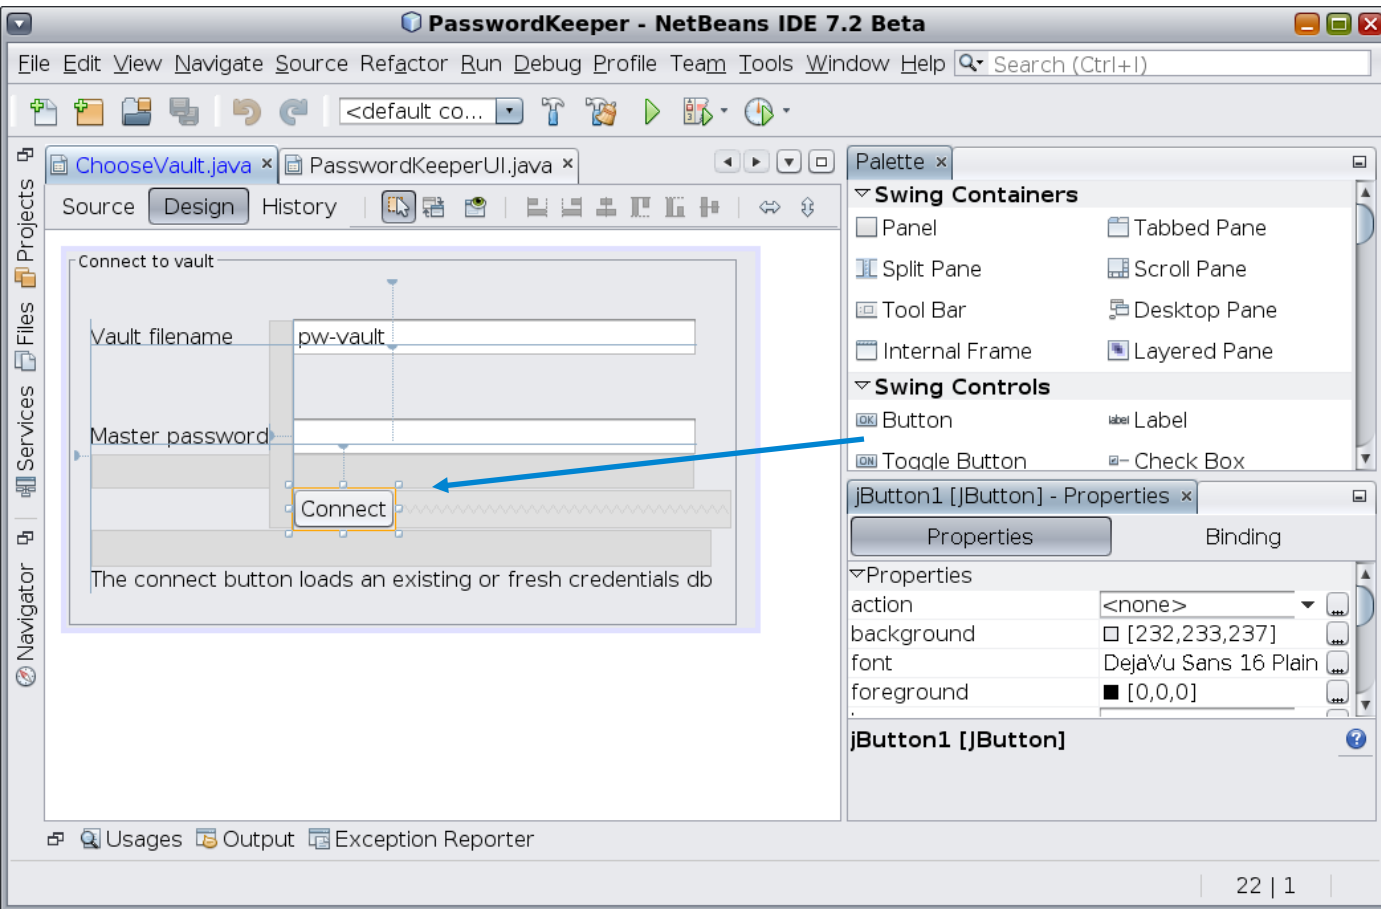 PasswordKeeper - NetBeans IDE 7.2 Beta
File Edit View Navigate Source Refactor Run Debug Profile Team Tools Window Help Search (Ctrl+I)
<default co...
Projects
Files
Services
Navigator
ChooseVault.java × PasswordKeeperUI.java ×
Source Design History
Connect to vault
Vault filename pw-vault
Master password
Connect
The connect button loads an existing or fresh credentials db
Palette ×
Swing Containers
Panel Tabbed Pane
Split Pane Scroll Pane
Tool Bar Desktop Pane
Internal Frame Layered Pane
Swing Controls
OK Button label Label
ON Toggle Button Check Box
jButton1 [JButton] - Properties ×
Properties Binding
Properties
action <none> ...
background [232,233,237] ...
font DejaVu Sans 16 Plain ...
foreground [0,0,0] ...
jButton1 [JButton] ?
Usages Output Exception Reporter
22 | 1